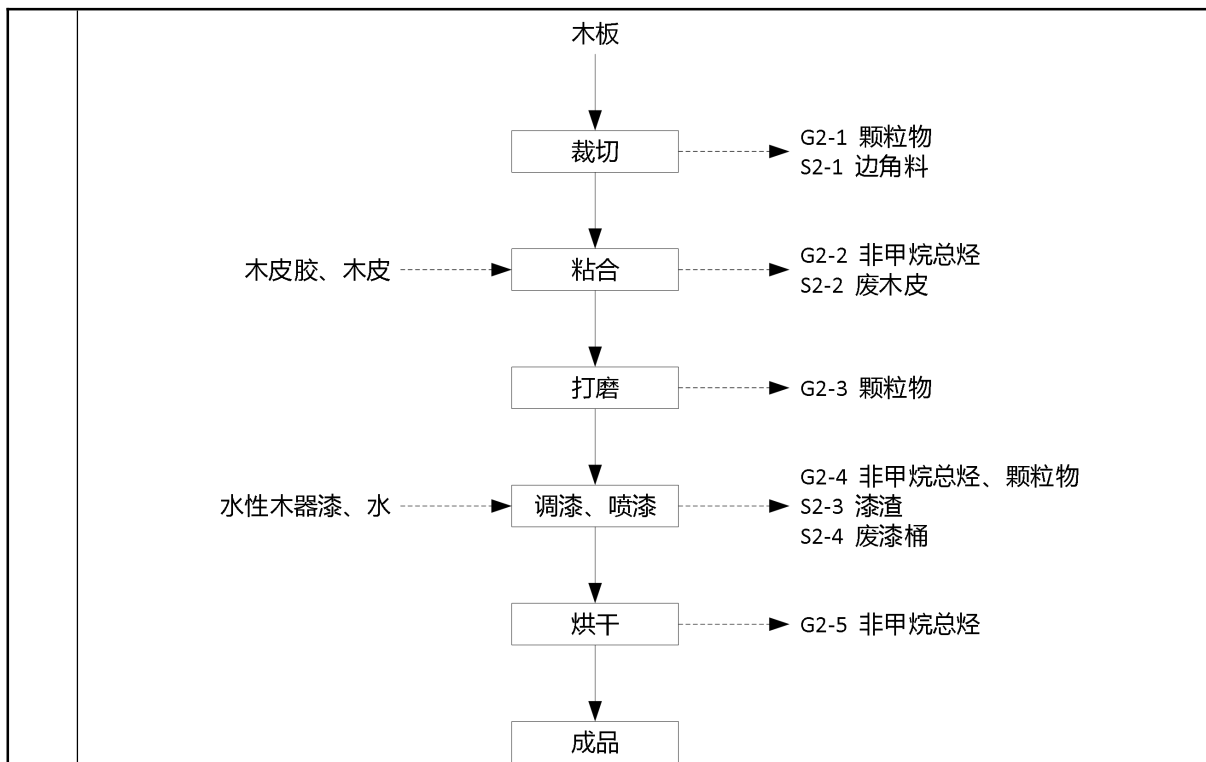 木板
裁切
G2-1 颗粒物
S2-1 边角料
木皮胶、木皮
粘合
G2-2 非甲烷总烃
S2-2 废木皮
打磨
G2-3 颗粒物
水性木器漆、水
调漆、喷漆
G2-4 非甲烷总烃、颗粒物
S2-3 漆渣
S2-4 废漆桶
烘干
G2-5 非甲烷总烃
成品